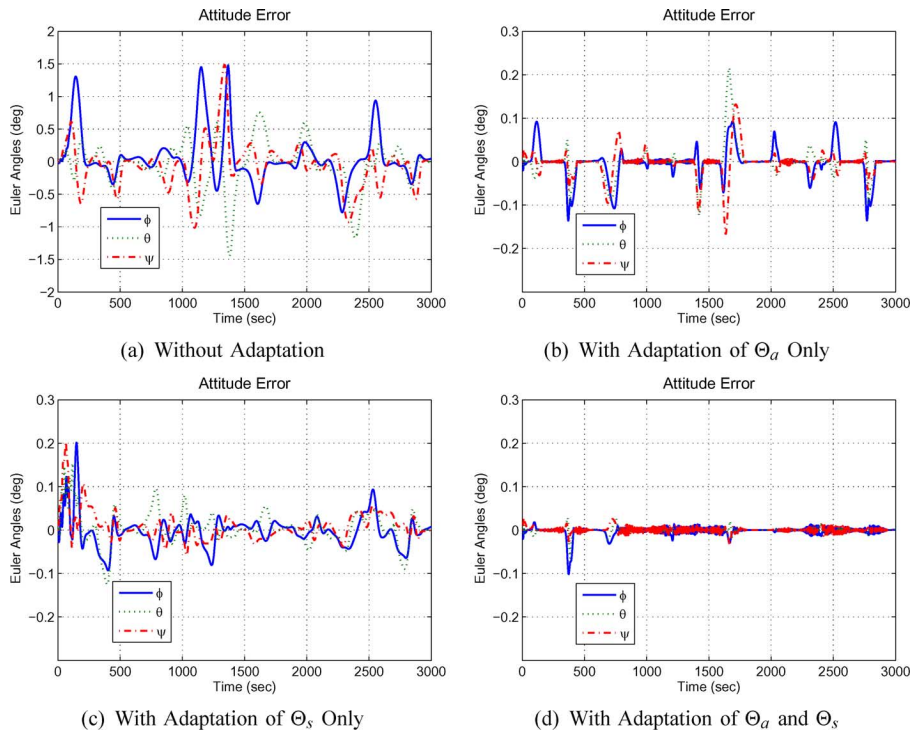 Attitude Error
Euler Angles (deg)
2
1.5
1
0.5
0
−0.5
−1
−1.5
−2
ϕ
θ
ψ
0 500 1000 1500 2000 2500 3000
Time (sec)
(a) Without Adaptation
Attitude Error
Euler Angles (deg)
0.3
0.2
0.1
0
−0.1
−0.2
ϕ
θ
ψ
0 500 1000 1500 2000 2500 3000
Time (sec)
(b) With Adaptation of Θa Only
Attitude Error
Euler Angles (deg)
0.3
0.2
0.1
0
−0.1
−0.2
ϕ
θ
ψ
0 500 1000 1500 2000 2500 3000
Time (sec)
(c) With Adaptation of Θs Only
Attitude Error
Euler Angles (deg)
0.3
0.2
0.1
0
−0.1
−0.2
ϕ
θ
ψ
0 500 1000 1500 2000 2500 3000
Time (sec)
(d) With Adaptation of Θa and Θs